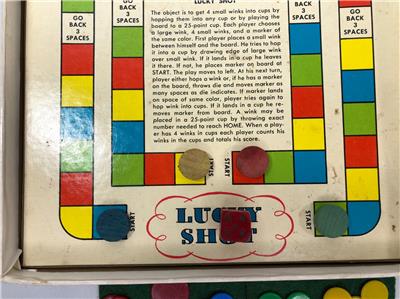 LUCKY SHOT
GO
BACK
3
SPACES
GO
BACK
3
SPACES
The object is to get 4 small winks into cups by
hopping them into any cup or by playing the
board to a 25-point cup. Each player chooses
a large wink, 4 small winks, and a marker of
the same color. First player places a small wink
between himself and the board. He tries to hop
it into a cup by drawing edge of large wink
over small wink. If it lands in a cup he leaves
it there. If not, he places marker on board at
START. The play moves to left. At his next turn,
player either hops a wink or, if he has a marker
on the board, throws die and moves marker as
many spaces as die indicates. If marker lands
on space of same color, player tries again to
hop wink into cups. If it lands in a cup he re-
moves marker from board. A wink may be
placed in a 25-point cup by throwing exact
number needed to reach HOME. When a play-
er has 4 winks in cups each player counts his
winks in the cups and totals his score.
GO
BACK
3
SPACES
GO
BACK
3
SPACES
START
START
START
START
LUCKY
SHOT